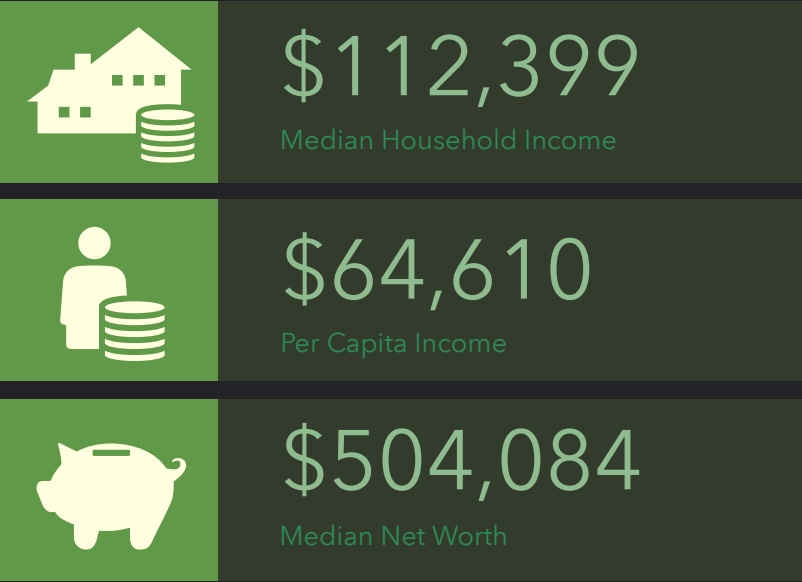 $112,399
Median Household Income
$64,610
Per Capita Income
$504,084
Median Net Worth